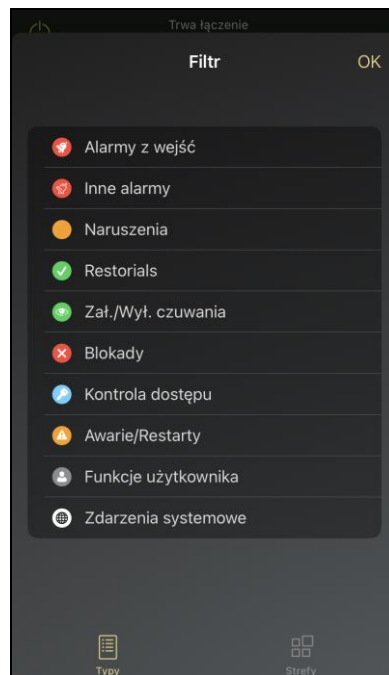 Trwa łączenie
Filtr
OK
Alarmy z wejść
Inne alarmy
Naruszenia
Restorials
Zał./Wył. czuwania
Blokady
Kontrola dostępu
Awarie/Restarty
Funkcje użytkownika
Zdarzenia systemowe
Typy
Strefy